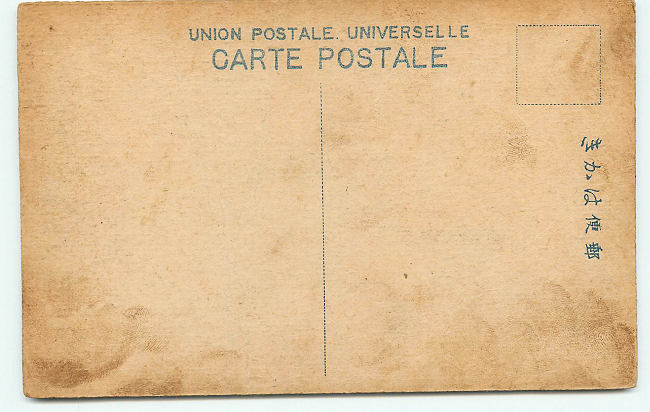 UNION POSTALE. UNIVERSELLE
CARTE POSTALE
きかは便郵